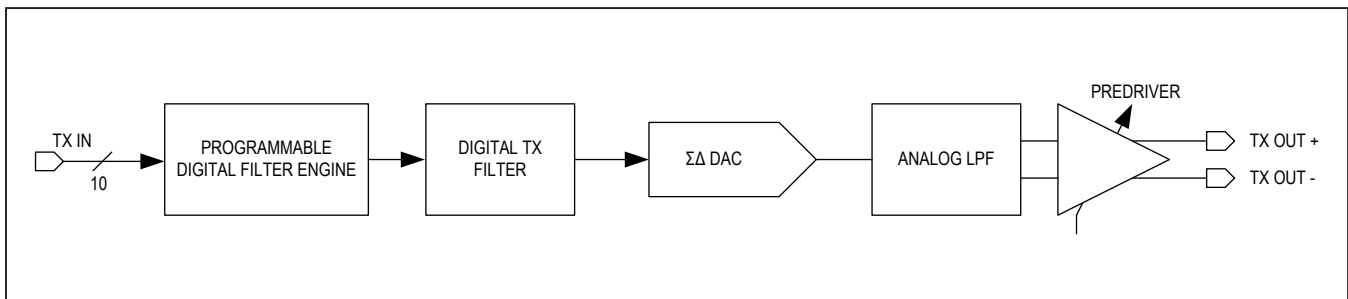 TX IN
10
PROGRAMMABLE
DIGITAL FILTER ENGINE
DIGITAL TX
FILTER
ΣΔ DAC
ANALOG LPF
PREDRIVER
TX OUT +
TX OUT -